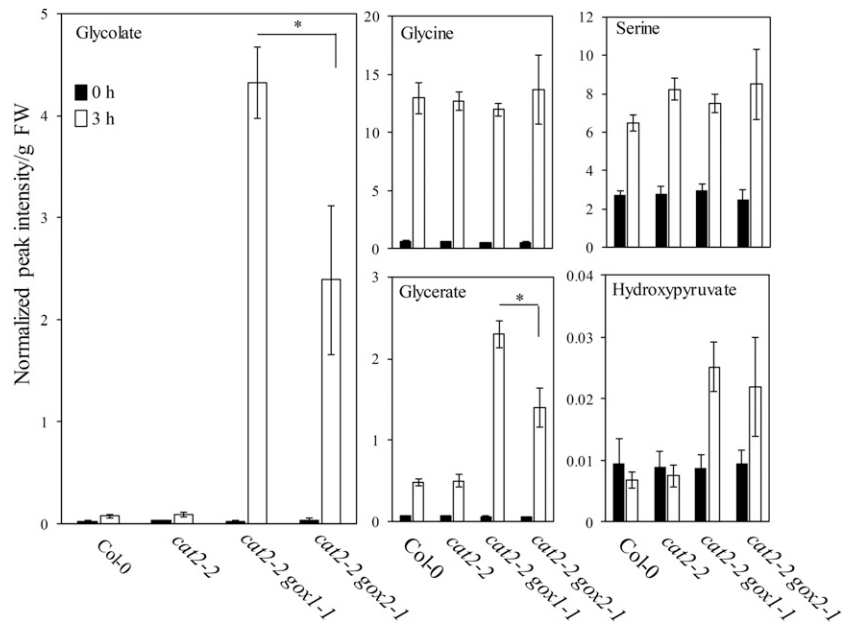 Normalized peak intensity/g FW
Glycolate
5
4
3
2
1
0
0 h
3 h
*
Col-0
cat2-2
cat2-2 gox1-1
cat2-2 gox2-1
Glycine
20
15
10
5
0
Serine
12
10
8
6
4
2
0
Glycerate
3
2
1
0
*
Col-0
cat2-2
cat2-2 gox1-1
cat2-2 gox2-1
Hydroxypyruvate
0.04
0.03
0.02
0.01
0
Col-0
cat2-2
cat2-2 gox1-1
cat2-2 gox2-1